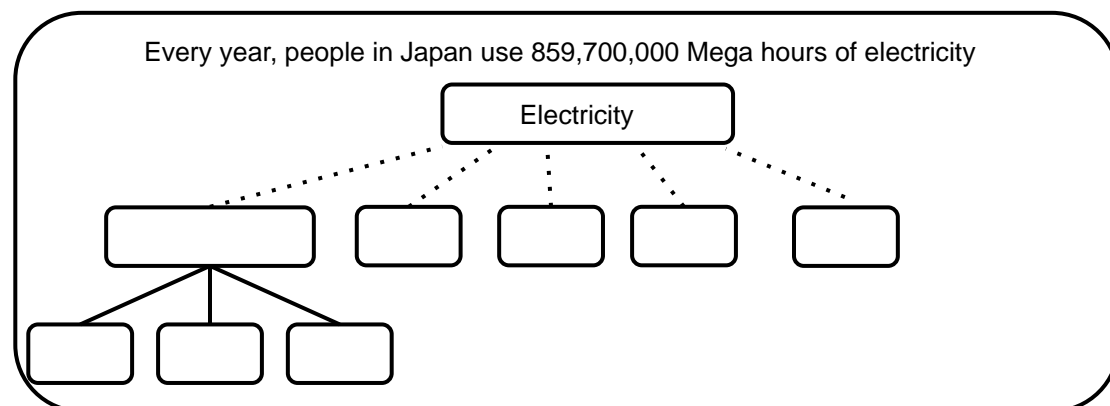 Every year, people in Japan use 859,700,000 Mega hours of electricity
Electricity